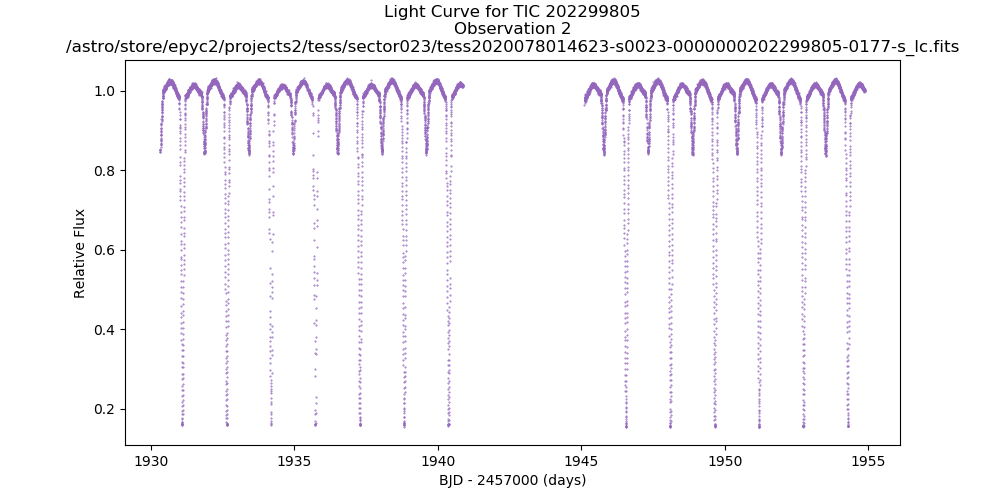 Light Curve for TIC 202299805
Observation 2
/astro/store/epyc2/projects2/tess/sector023/tess2020078014623-s0023-0000000202299805-0177-s_lc.fits
Relative Flux
1.0
0.8
0.6
0.4
0.2
1930
1935
1940
1945
1950
1955
BJD - 2457000 (days)